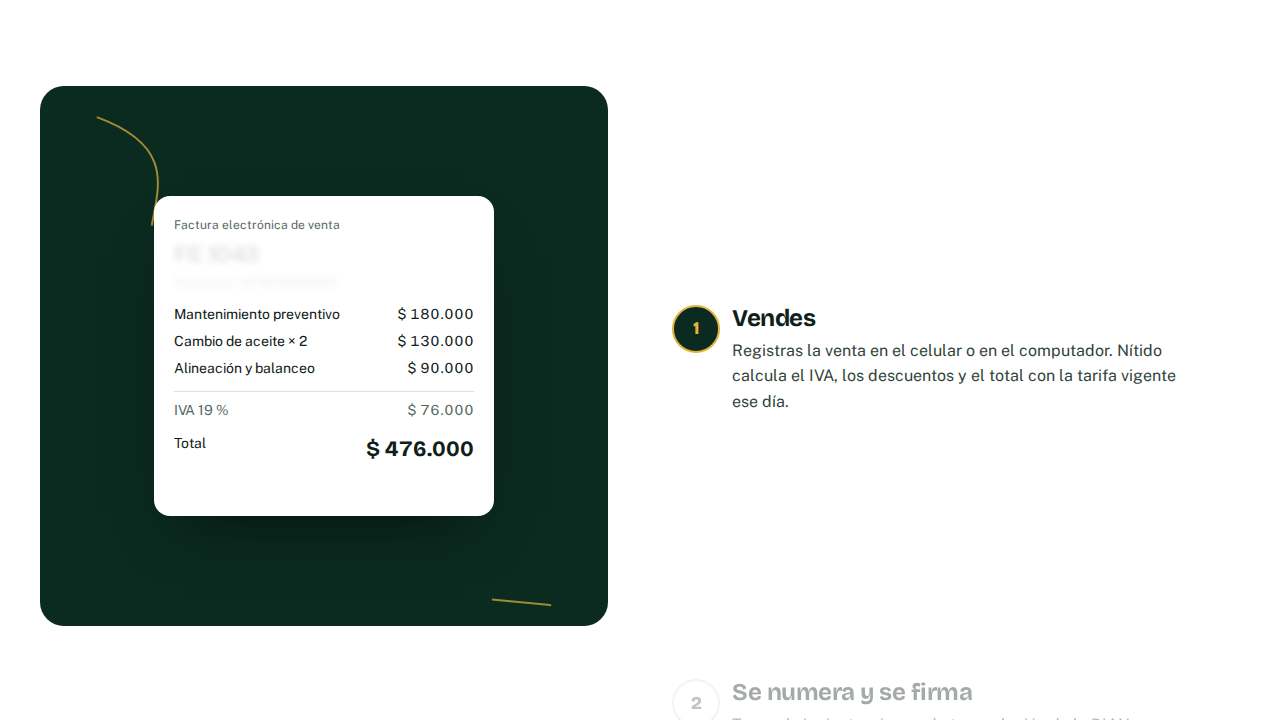 Factura electrónica de venta
Mantenimiento preventivo $ 180.000
Cambio de aceite × 2 $ 130.000
Alineación y balanceo $ 90.000
IVA 19 % $ 76.000
Total $ 476.000
1
Vendes
Registras la venta en el celular o en el computador. Nítido
calcula el IVA, los descuentos y el total con la tarifa vigente
ese día.
2
Se numera y se firma